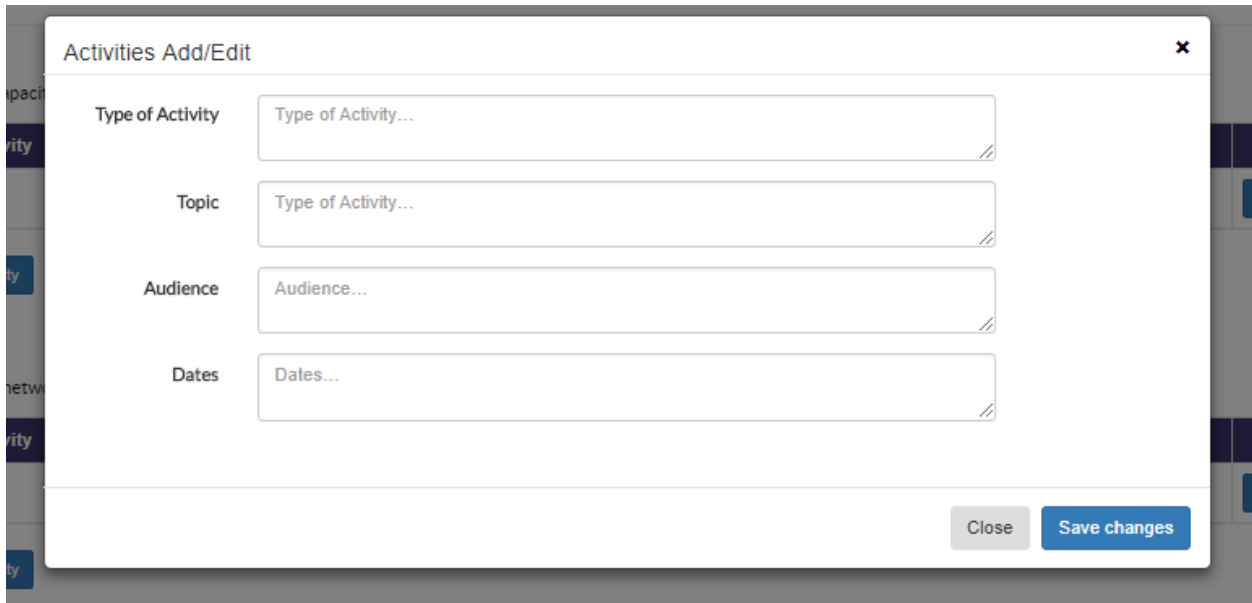 Activities Add/Edit ×
Type of Activity Type of Activity...
Topic Type of Activity...
Audience Audience...
Dates Dates...
Close Save changes